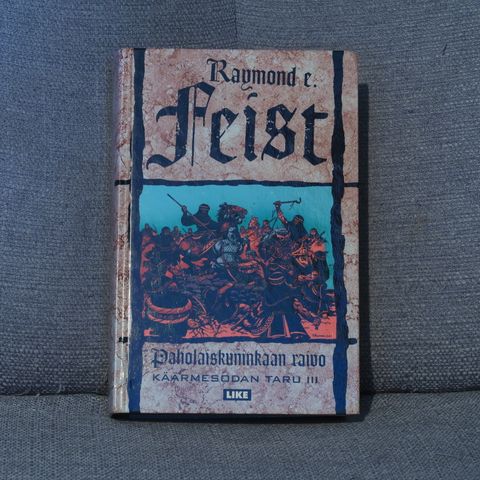 Raymond e.
Feist
Paholaiskuninkaan raivo
KÄÄRMESODAN TARU III
LIKE